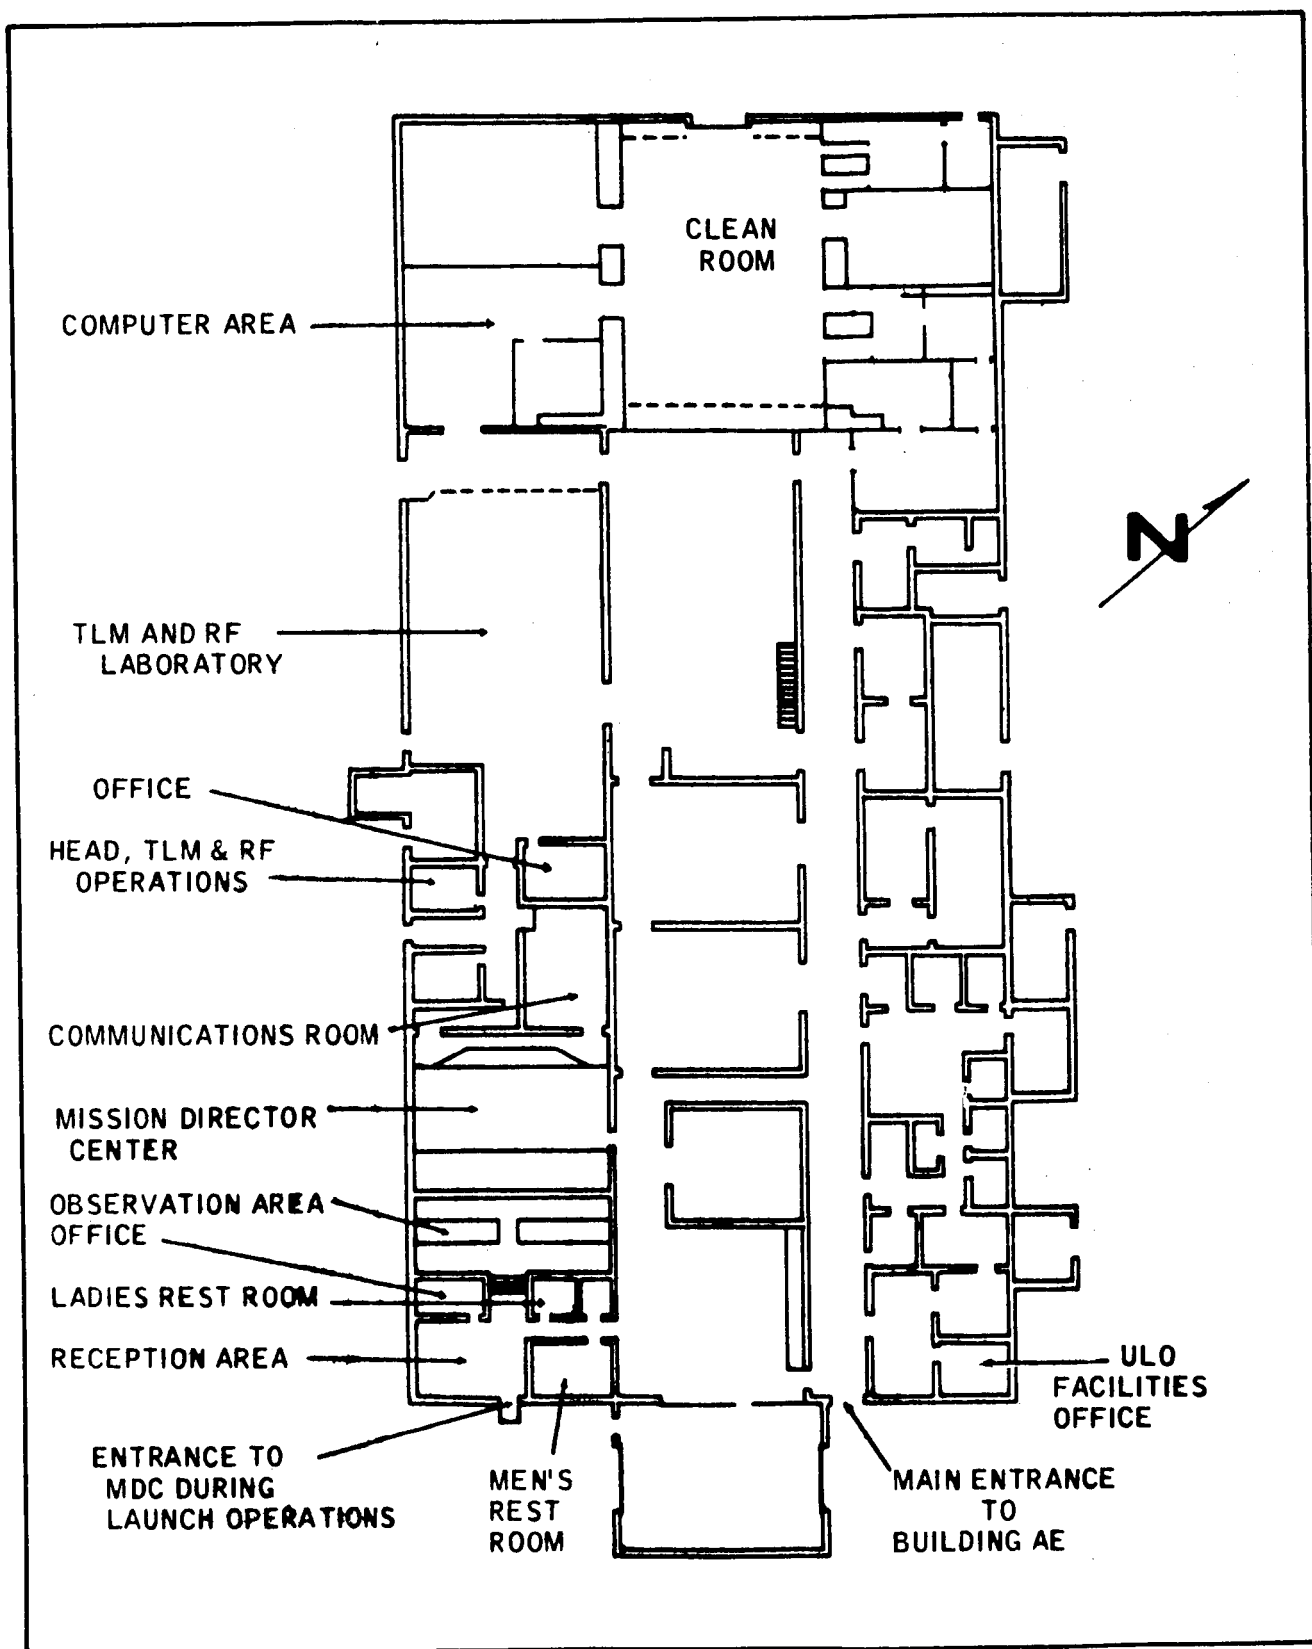 CLEAN
ROOM
COMPUTER AREA
N
TLM AND RF
LABORATORY
OFFICE
HEAD, TLM & RF
OPERATIONS
COMMUNICATIONS ROOM
MISSION DIRECTOR
CENTER
OBSERVATION AREA
OFFICE
LADIES REST ROOM
RECEPTION AREA
ULO
FACILITIES
OFFICE
ENTRANCE TO
MDC DURING
LAUNCH OPERATIONS
MEN'S
REST
ROOM
MAIN ENTRANCE
TO
BUILDING AE